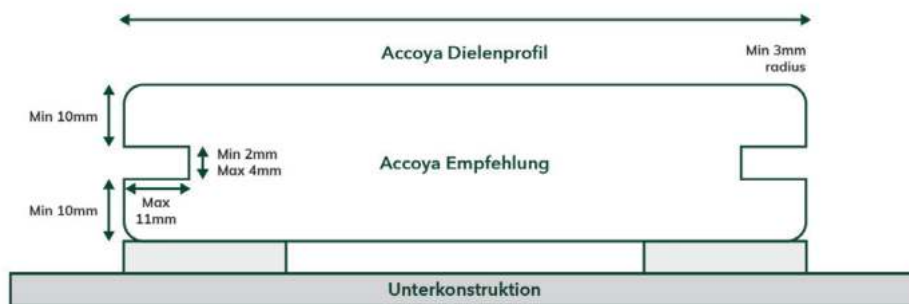 Accoya Dielenprofil
Min 3mm
radius
Min 10mm
Min 2mm
Max 4mm
Accoya Empfehlung
Min 10mm
Max
11mm
Unterkonstruktion